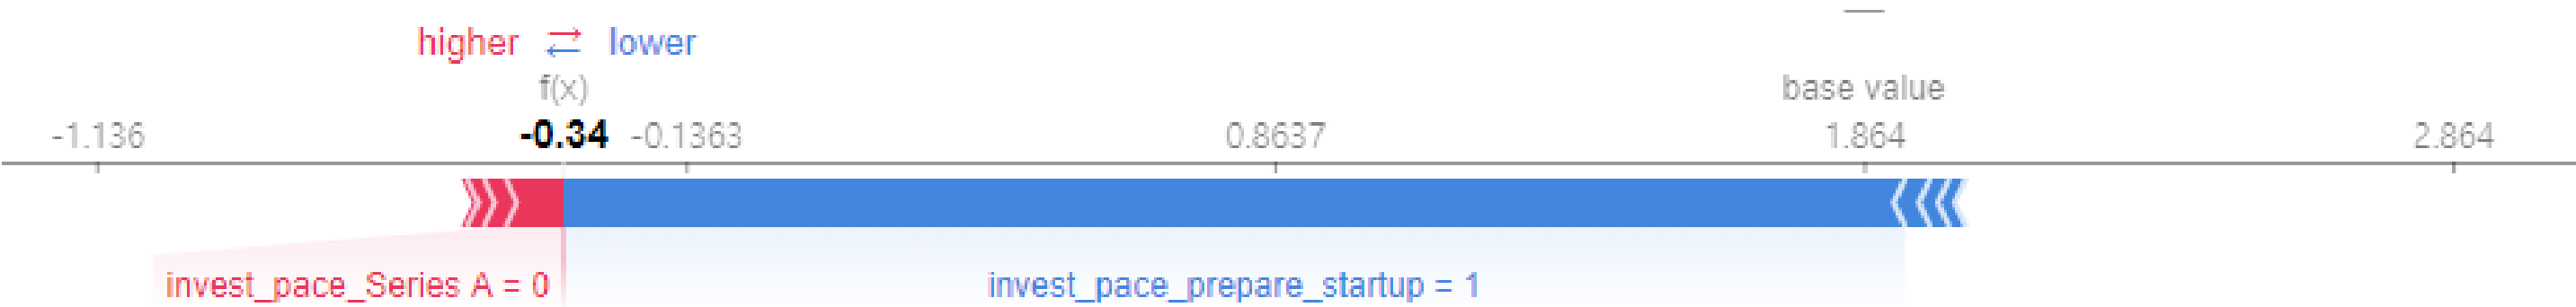 higher ⇄ lower
f(x) base value
-1.136 -0.34 -0.1363 0.8637 1.864 2.864
invest_pace_Series A = 0 invest_pace_prepare_startup = 1